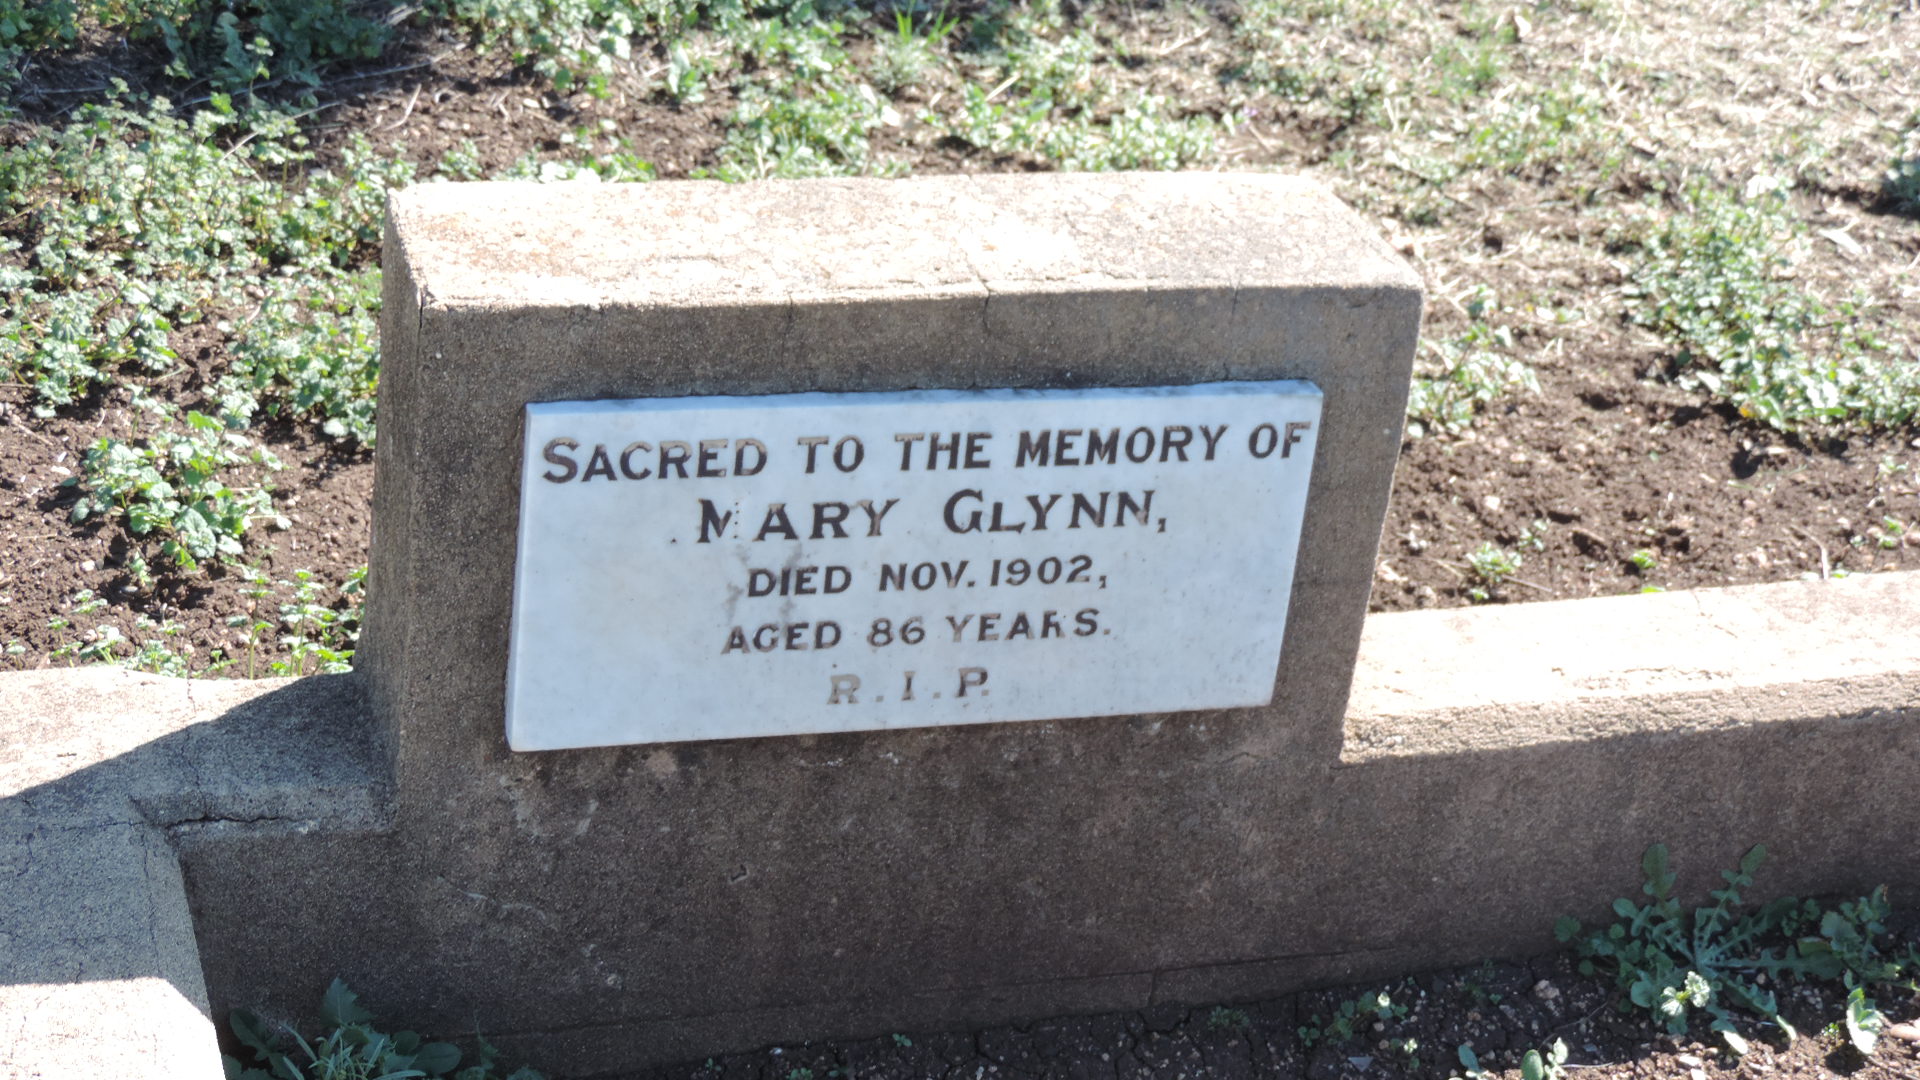 SACRED TO THE MEMORY OF
MARY GLYNN,
DIED NOV. 1902,
AGED 86 YEARS.
R.I.P.